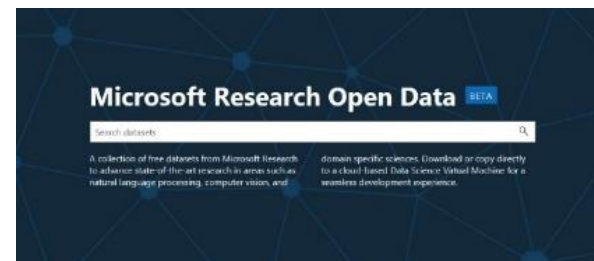 Microsoft Research Open Data BETA
Search datasets
A collection of free datasets from Microsoft Research
to advance state-of-the-art research in areas such as
natural language processing, computer vision, and
domain specific sciences. Download or copy directly
to a cloud-based Data Science Virtual Machine for a
seamless development experience.